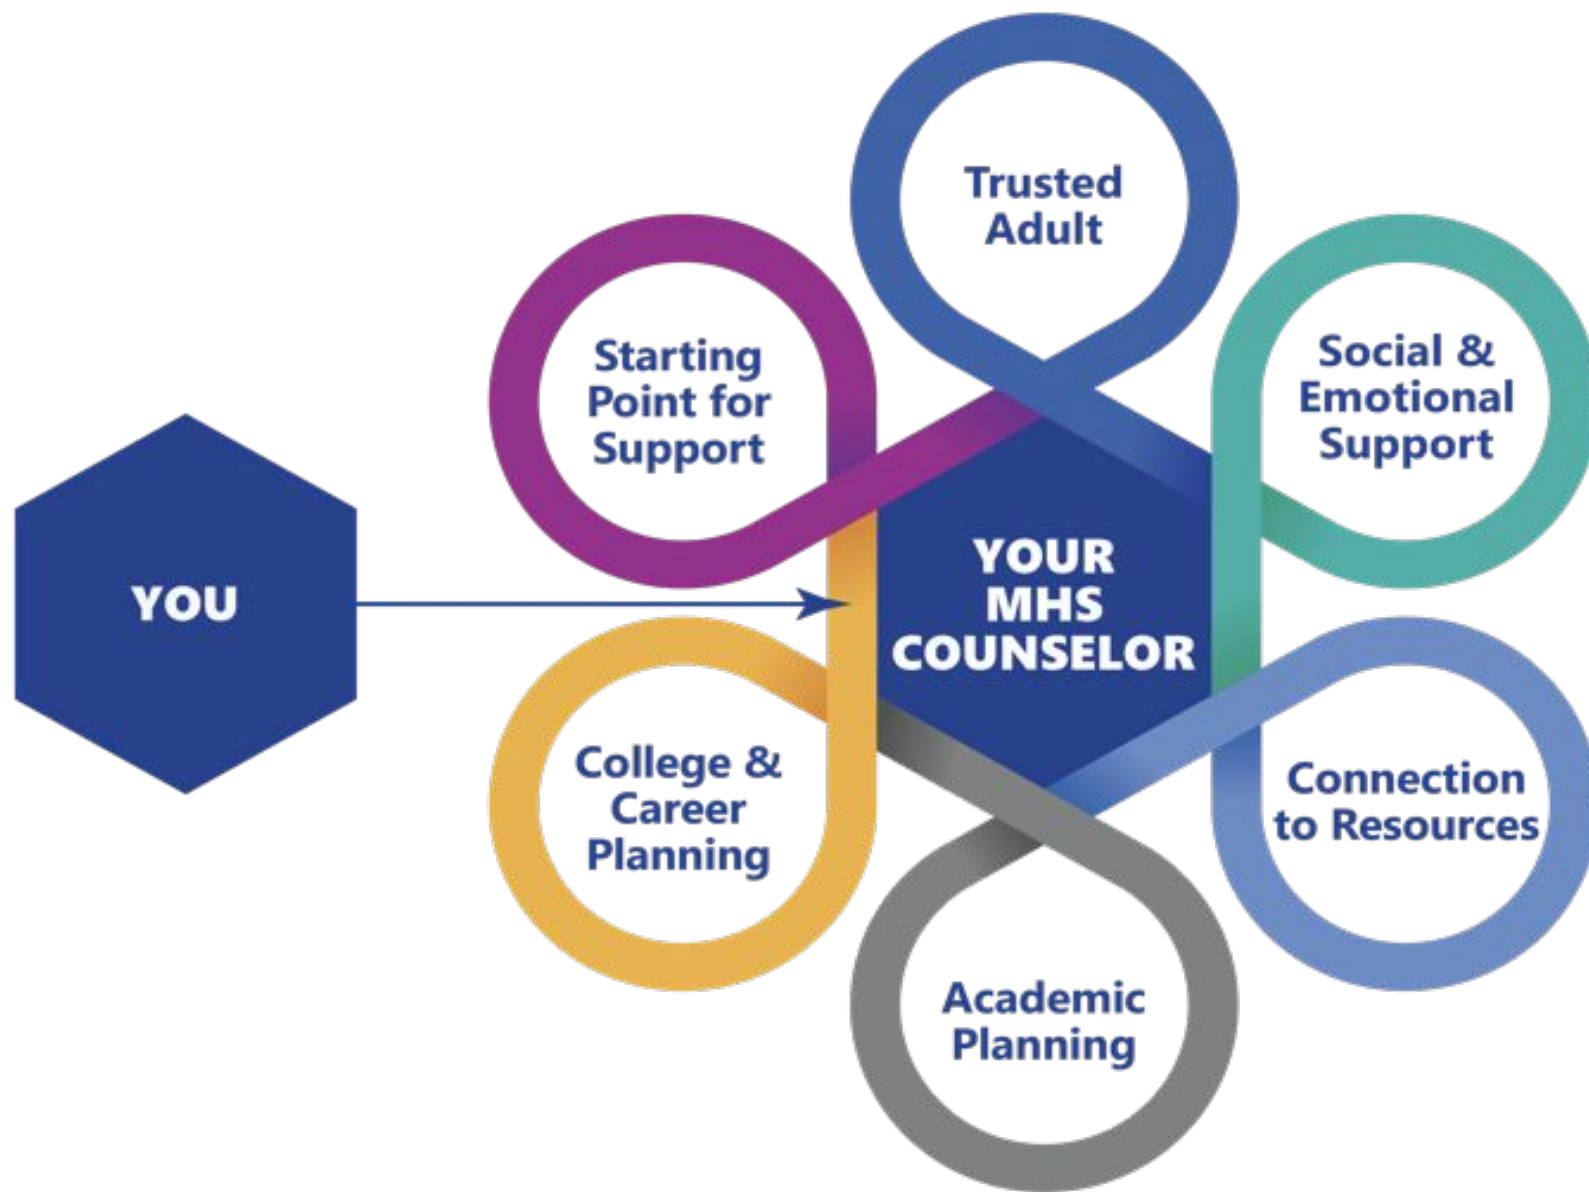 YOU
YOUR
MHS
COUNSELOR
Trusted
Adult
Social &
Emotional
Support
Connection
to Resources
Academic
Planning
College &
Career
Planning
Starting
Point for
Support